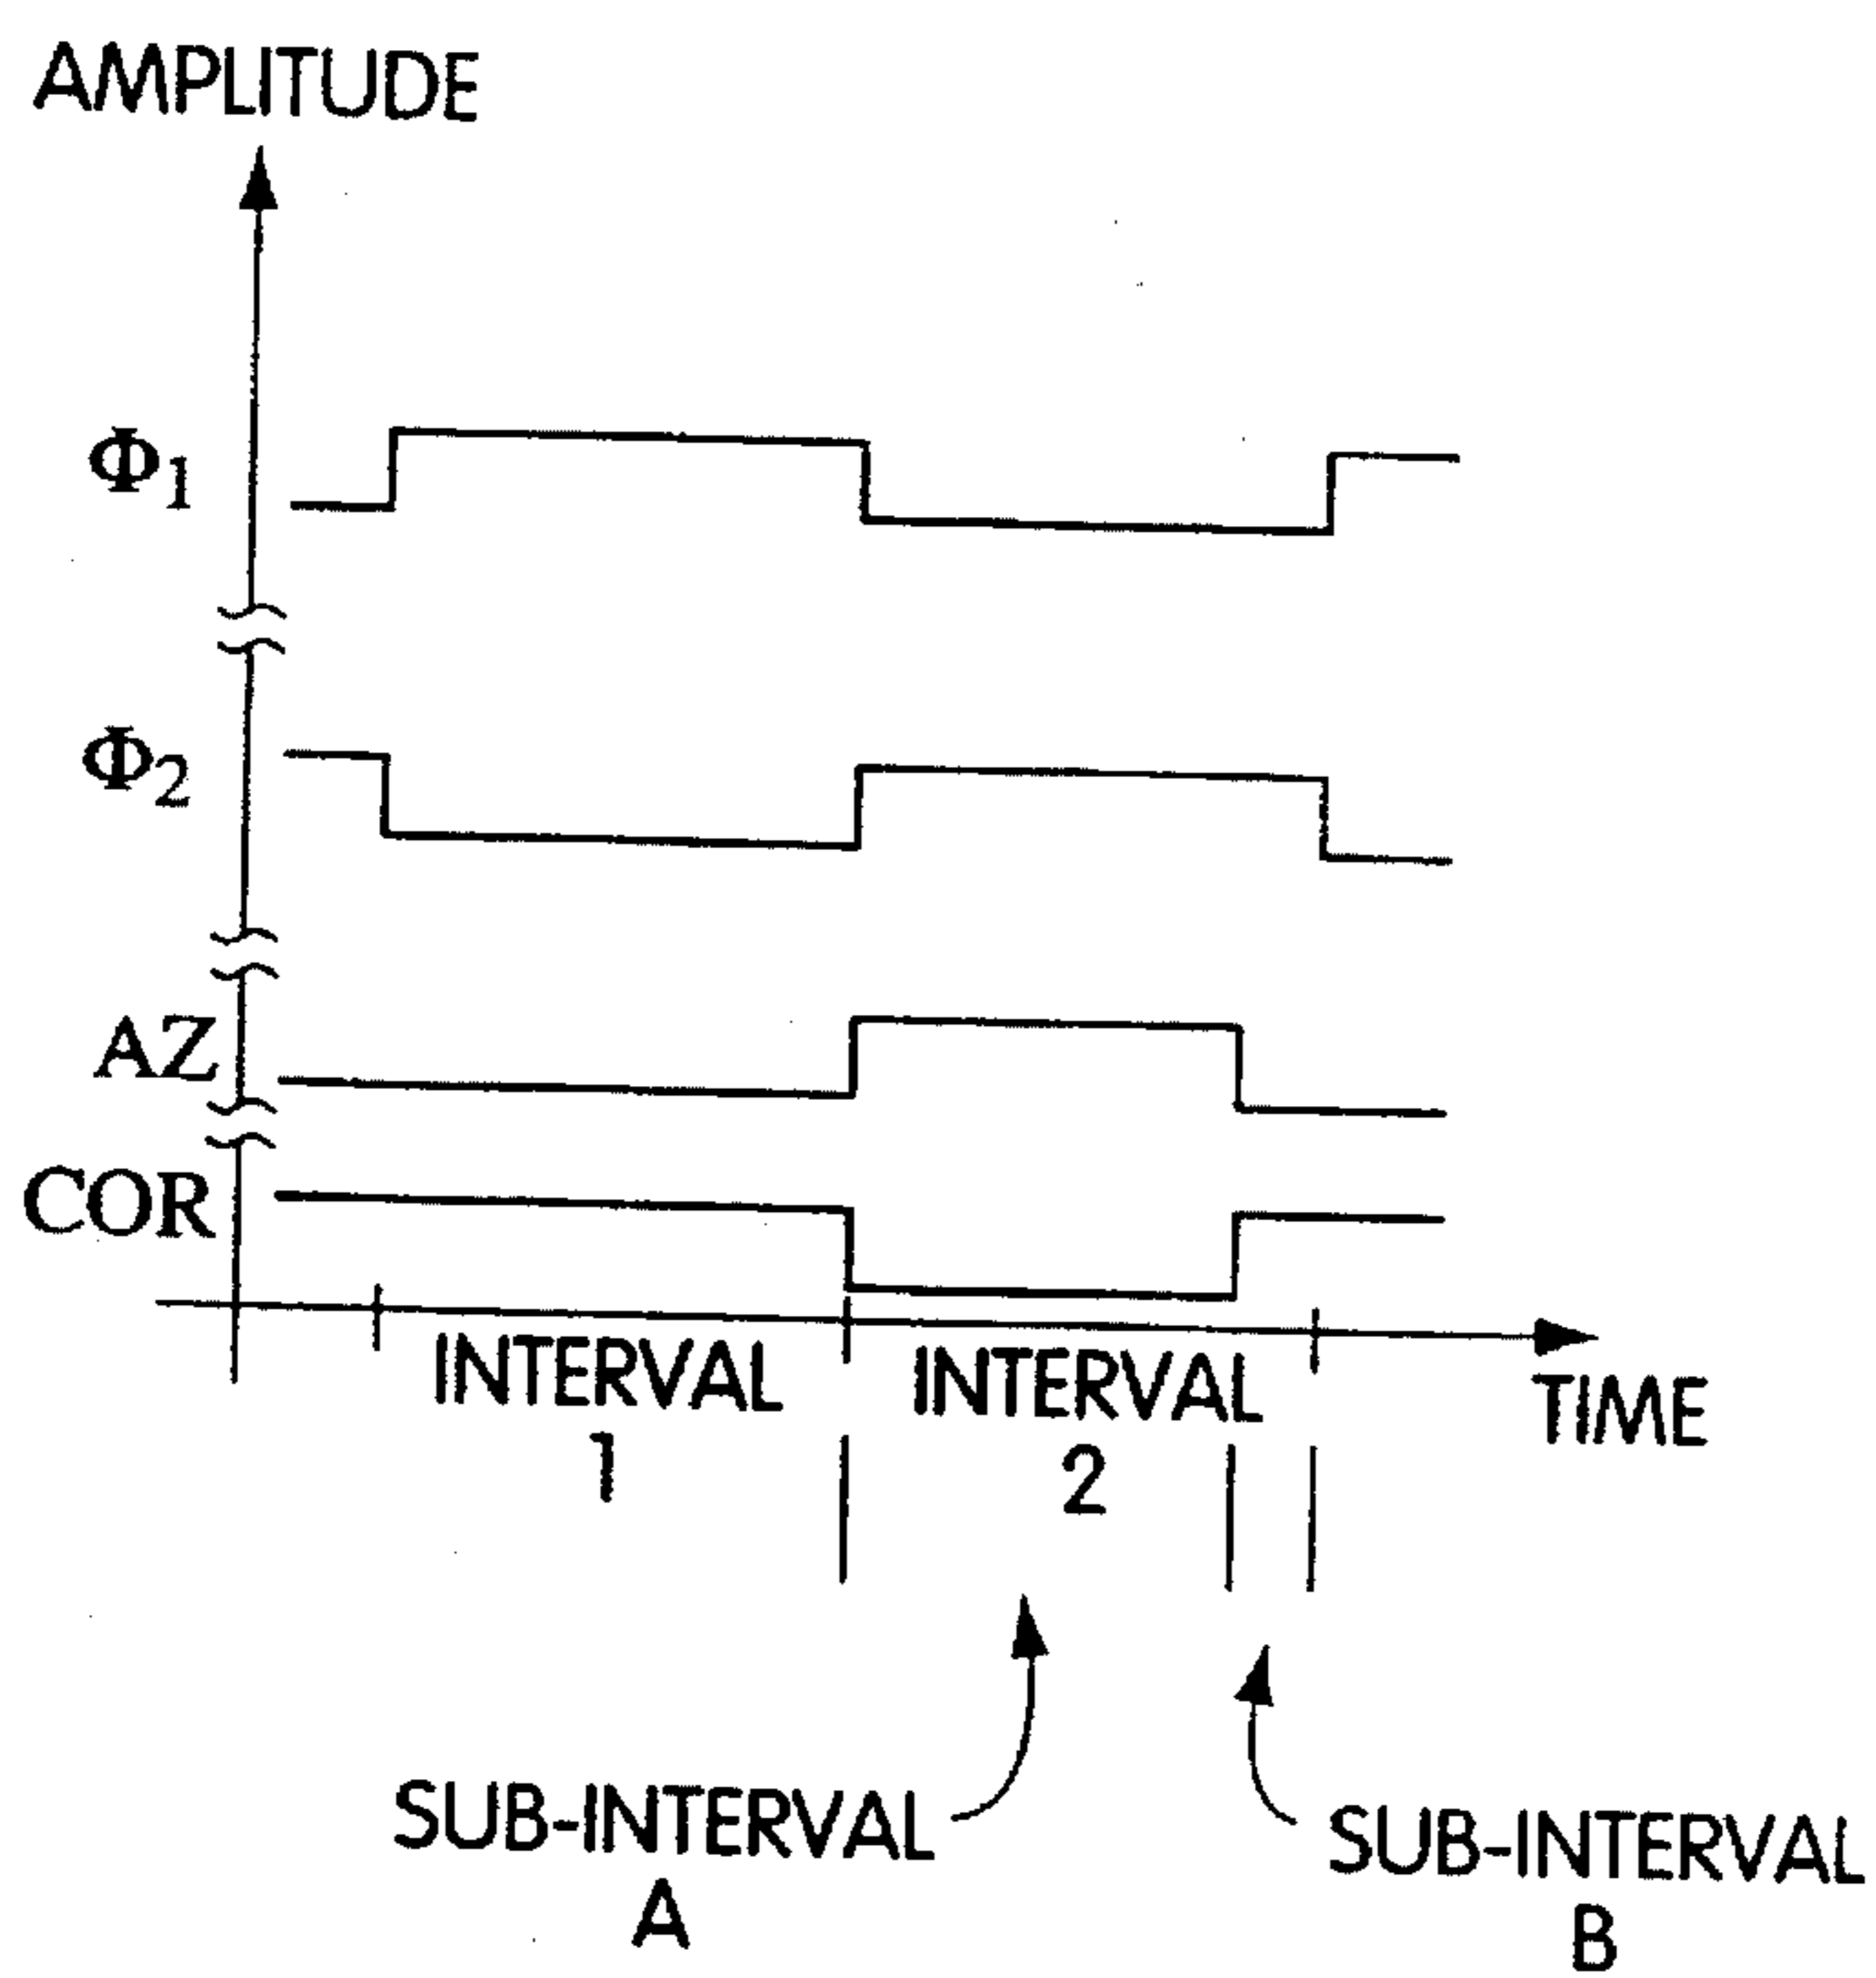 AMPLITUDE
Φ1
Φ2
AZ
COR
INTERVAL
1
INTERVAL
2
TIME
SUB-INTERVAL
A
SUB-INTERVAL
B